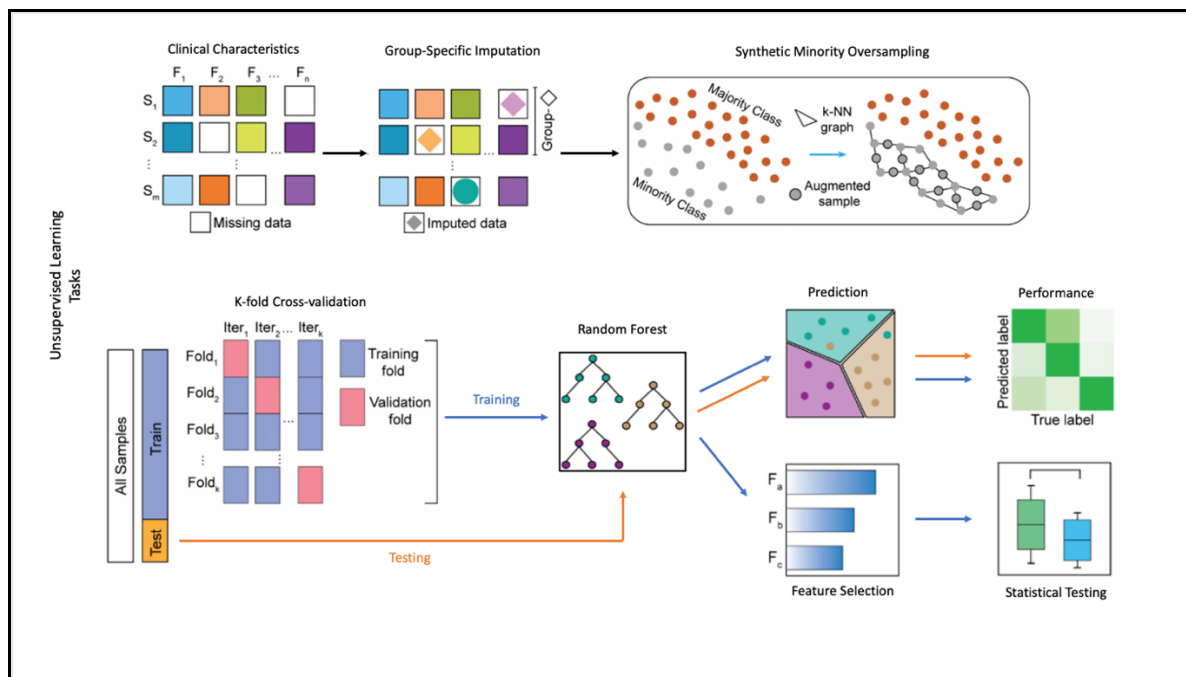 Clinical Characteristics
F1 F2 F3 ... Fn
S1
S2
⋮
Sm
...
⋮
Missing data
Group-Specific Imputation
Group-◇
...
⋮
Imputed data
Synthetic Minority Oversampling
Majority Class
Minority Class
k-NN
graph
Augmented
sample
Unsupervised Learning
Tasks
K-fold Cross-validation
Iter1 Iter2 ... Iterk
Fold1
Fold2
Fold3
⋮
Foldk
...
⋮
Training
fold
Validation
fold
All Samples
Train
Test
Training
Testing
Random Forest
Prediction
Performance
Predicted label
True label
Fa
Fb
Fc
Feature Selection
Statistical Testing